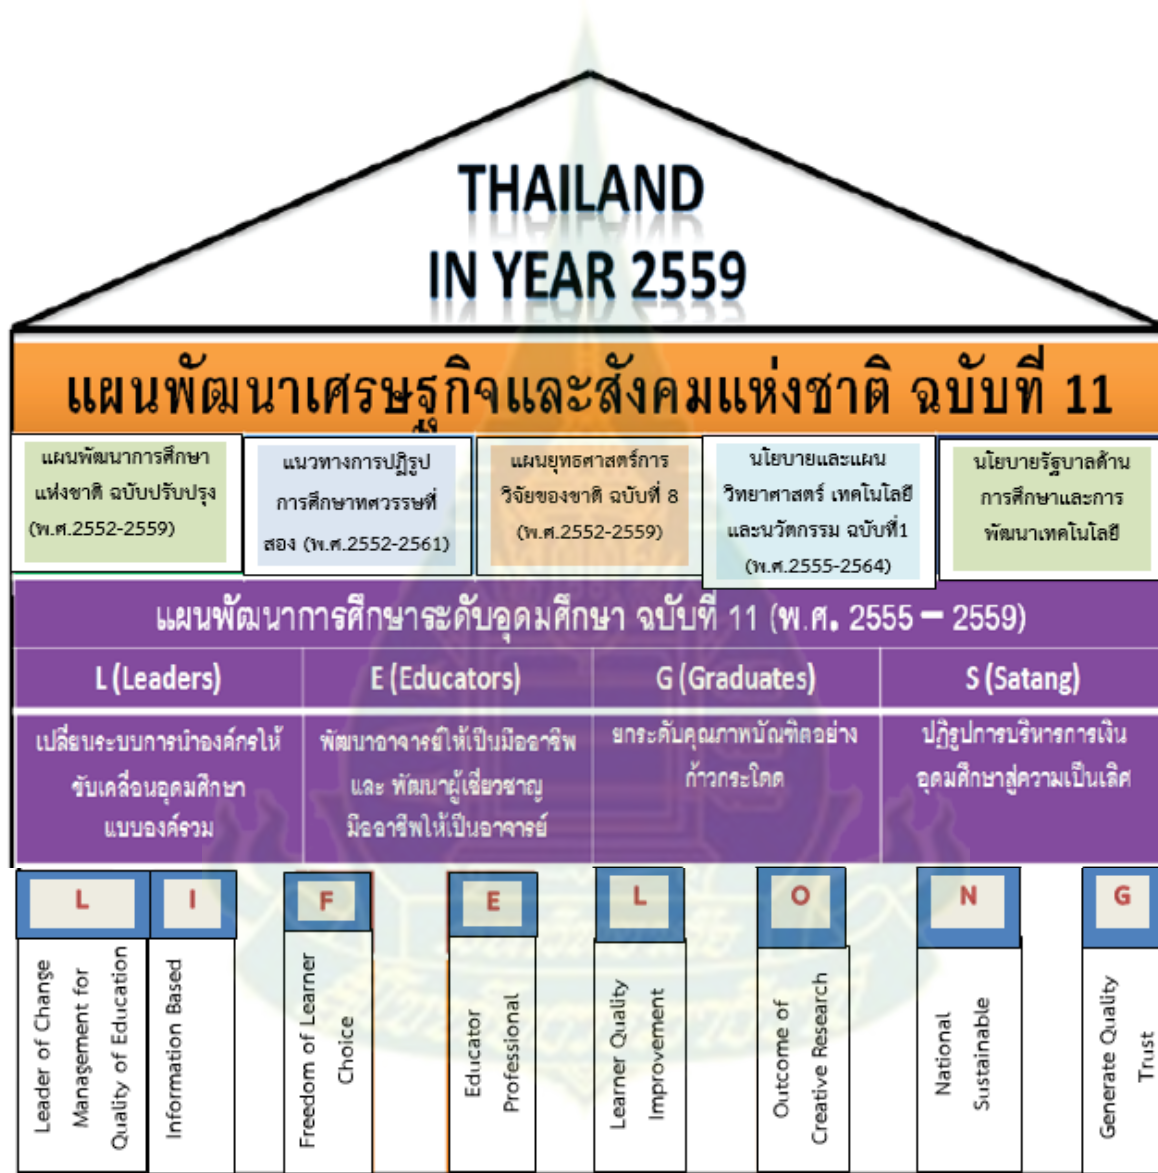 THAILAND
IN YEAR 2559
แผนพัฒนาเศรษฐกิจและสังคมแห่งชาติ ฉบับที่ 11
แผนพัฒนาการศึกษา
แห่งชาติ ฉบับปรับปรุง
(พ.ศ.2552-2559)
แนวทางการปฏิรูป
การศึกษาทศวรรษที่
สอง (พ.ศ.2552-2561)
แผนยุทธศาสตร์การ
วิจัยของชาติ ฉบับที่ 8
(พ.ศ.2552-2559)
นโยบายและแผน
วิทยาศาสตร์ เทคโนโลยี
และนวัตกรรม ฉบับที่1
(พ.ศ.2555-2564)
นโยบายรัฐบาลด้าน
การศึกษาและการ
พัฒนาเทคโนโลยี
แผนพัฒนาการศึกษาระดับอุดมศึกษา ฉบับที่ 11 (พ.ศ. 2555 – 2559)
L (Leaders)
E (Educators)
G (Graduates)
S (Satang)
เปลี่ยนระบบการนำองค์กรให้
ขับเคลื่อนอุดมศึกษา
แบบองค์รวม
พัฒนาอาจารย์ให้เป็นมืออาชีพ
และ พัฒนาผู้เชี่ยวชาญ
มืออาชีพให้เป็นอาจารย์
ยกระดับคุณภาพบัณฑิตอย่าง
ก้าวกระโดด
ปฏิรูปการบริหารการเงิน
อุดมศึกษาสู่ความเป็นเลิศ
L
Leader of Change
Management for
Quality of Education
I
Information Based
F
Freedom of Learner
Choice
E
Educator
Professional
L
Learner Quality
Improvement
O
Outcome of
Creative Research
N
National
Sustainable
G
Generate Quality
Trust